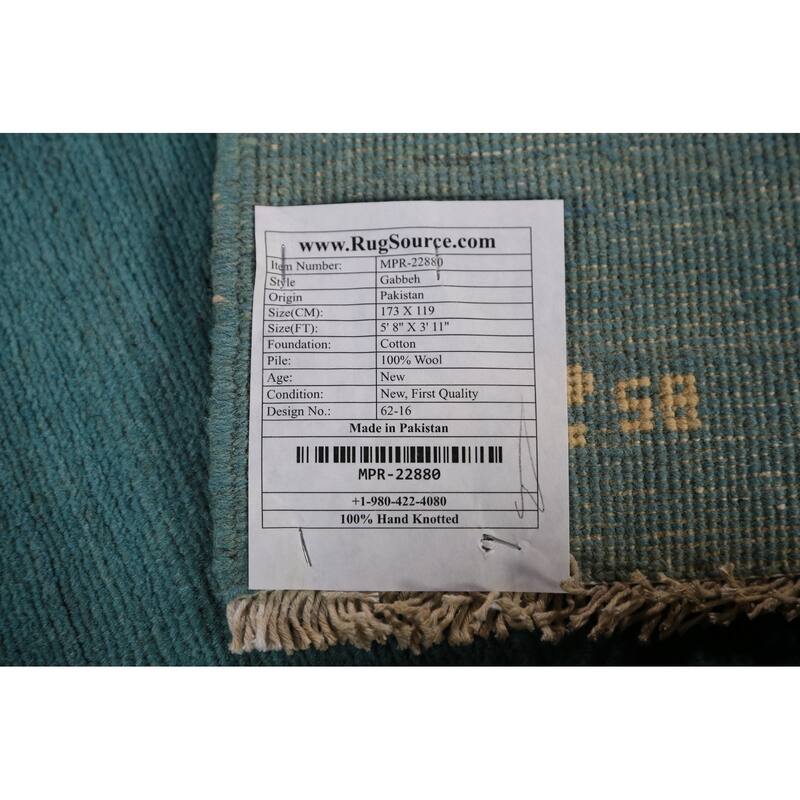 www.RugSource.com
Item Number: MPR-22880
Style Gabbeh
Origin Pakistan
Size(CM): 173 X 119
Size(FT): 5' 8" X 3' 11"
Foundation: Cotton
Pile: 100% Wool
Age: New
Condition: New, First Quality
Design No.: 62-16
Made in Pakistan
MPR-22880
+1-980-422-4080
100% Hand Knotted